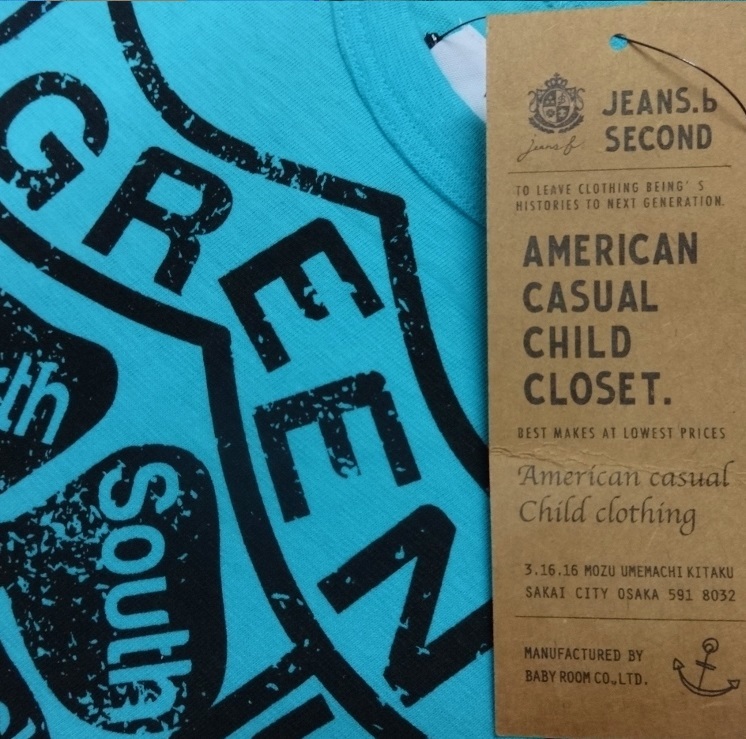 GREEN
th
South
jeans.b
JEANS.b
SECOND
TO LEAVE CLOTHING BEING' S
HISTORIES TO NEXT GENERATION.
AMERICAN
CASUAL
CHILD
CLOSET.
BEST MAKES AT LOWEST PRICES
American casual
Child clothing
3.16.16 MOZU UMEMACHI KITAKU
SAKAI CITY OSAKA 591 8032
MANUFACTURED BY
BABY ROOM CO.,LTD.